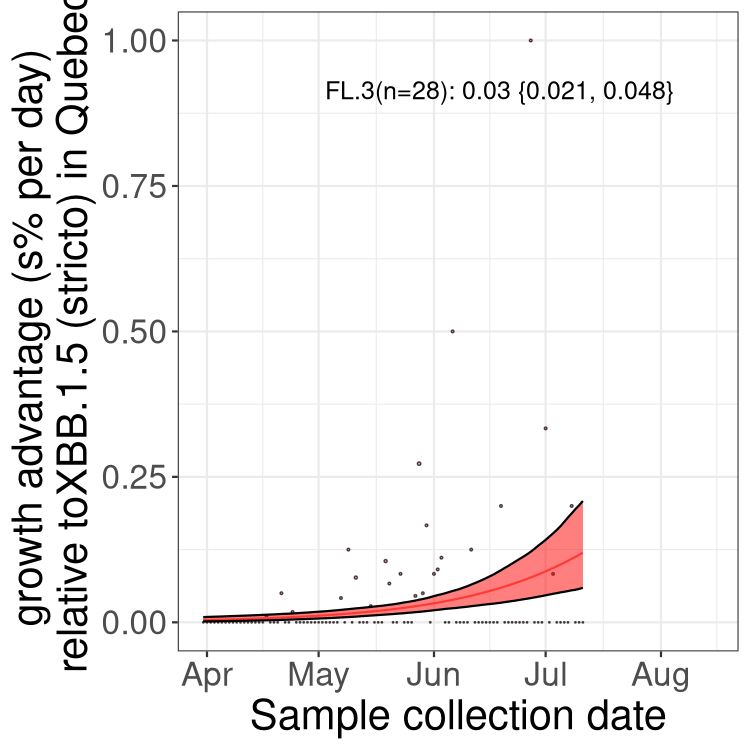 growth advantage (s% per day)
relative toXBB.1.5 (stricto) in Quebec
1.00
0.75
0.50
0.25
0.00
FL.3(n=28): 0.03 {0.021, 0.048}
Apr
May
Jun
Jul
Aug
Sample collection date